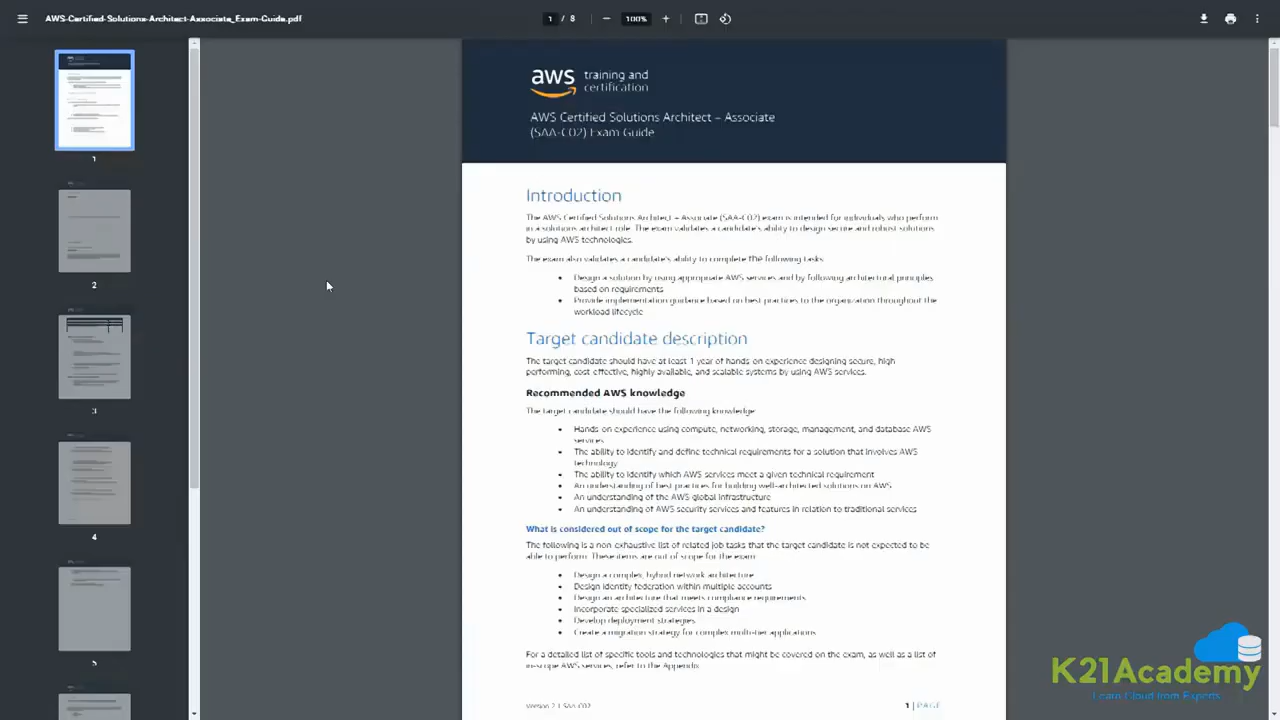 AWS-Certified-Solutions-Architect-Associate_Exam-Guide.pdf
1 / 8
100%
1
2
3
4
5
aws training and
certification
AWS Certified Solutions Architect – Associate
(SAA-C02) Exam Guide
Introduction
The AWS Certified Solutions Architect – Associate (SAA-C02) exam is intended for individuals who perform
in a solutions architect role. The exam validates a candidate's ability to design secure and robust solutions
by using AWS technologies.
The exam also validates a candidate's ability to complete the following tasks:
• Design a solution by using appropriate AWS services and by following architectural principles
based on requirements
• Provide implementation guidance based on best practices to the organization throughout the
workload lifecycle
Target candidate description
The target candidate should have at least 1 year of hands-on experience designing secure, high
performing, cost effective, highly available, and scalable systems by using AWS services.
Recommended AWS knowledge
The target candidate should have the following knowledge:
• Hands-on experience using compute, networking, storage, management, and database AWS
services
• The ability to identify and define technical requirements for a solution that involves AWS
technology
• The ability to identify which AWS services meet a given technical requirement
• An understanding of best practices for building well-architected solutions on AWS
• An understanding of the AWS global infrastructure
• An understanding of AWS security services and features in relation to traditional services
What is considered out of scope for the target candidate?
The following is a non-exhaustive list of related job tasks that the target candidate is not expected to be
able to perform. These items are out of scope for the exam:
• Design a complex, hybrid network architecture
• Design identity federation within multiple accounts
• Design an architecture that meets compliance requirements
• Incorporate specialized services in a design
• Develop deployment strategies
• Create a migration strategy for complex multi-tier applications
For a detailed list of specific tools and technologies that might be covered on the exam, as well as a list of
in-scope AWS services, refer to the Appendix.
Version 2.1 SAA-C02
1 | PAGE
K21Academy
Learn Cloud from Experts